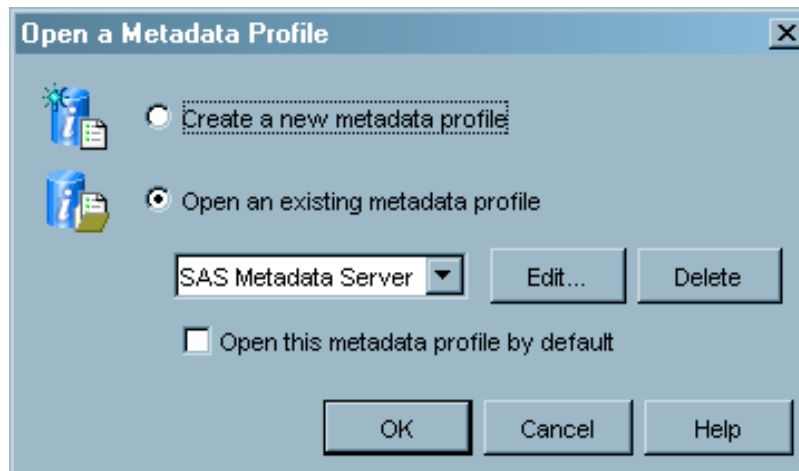 Open a Metadata Profile
Create a new metadata profile
Open an existing metadata profile
SAS Metadata Server
Edit...
Delete
Open this metadata profile by default
OK
Cancel
Help